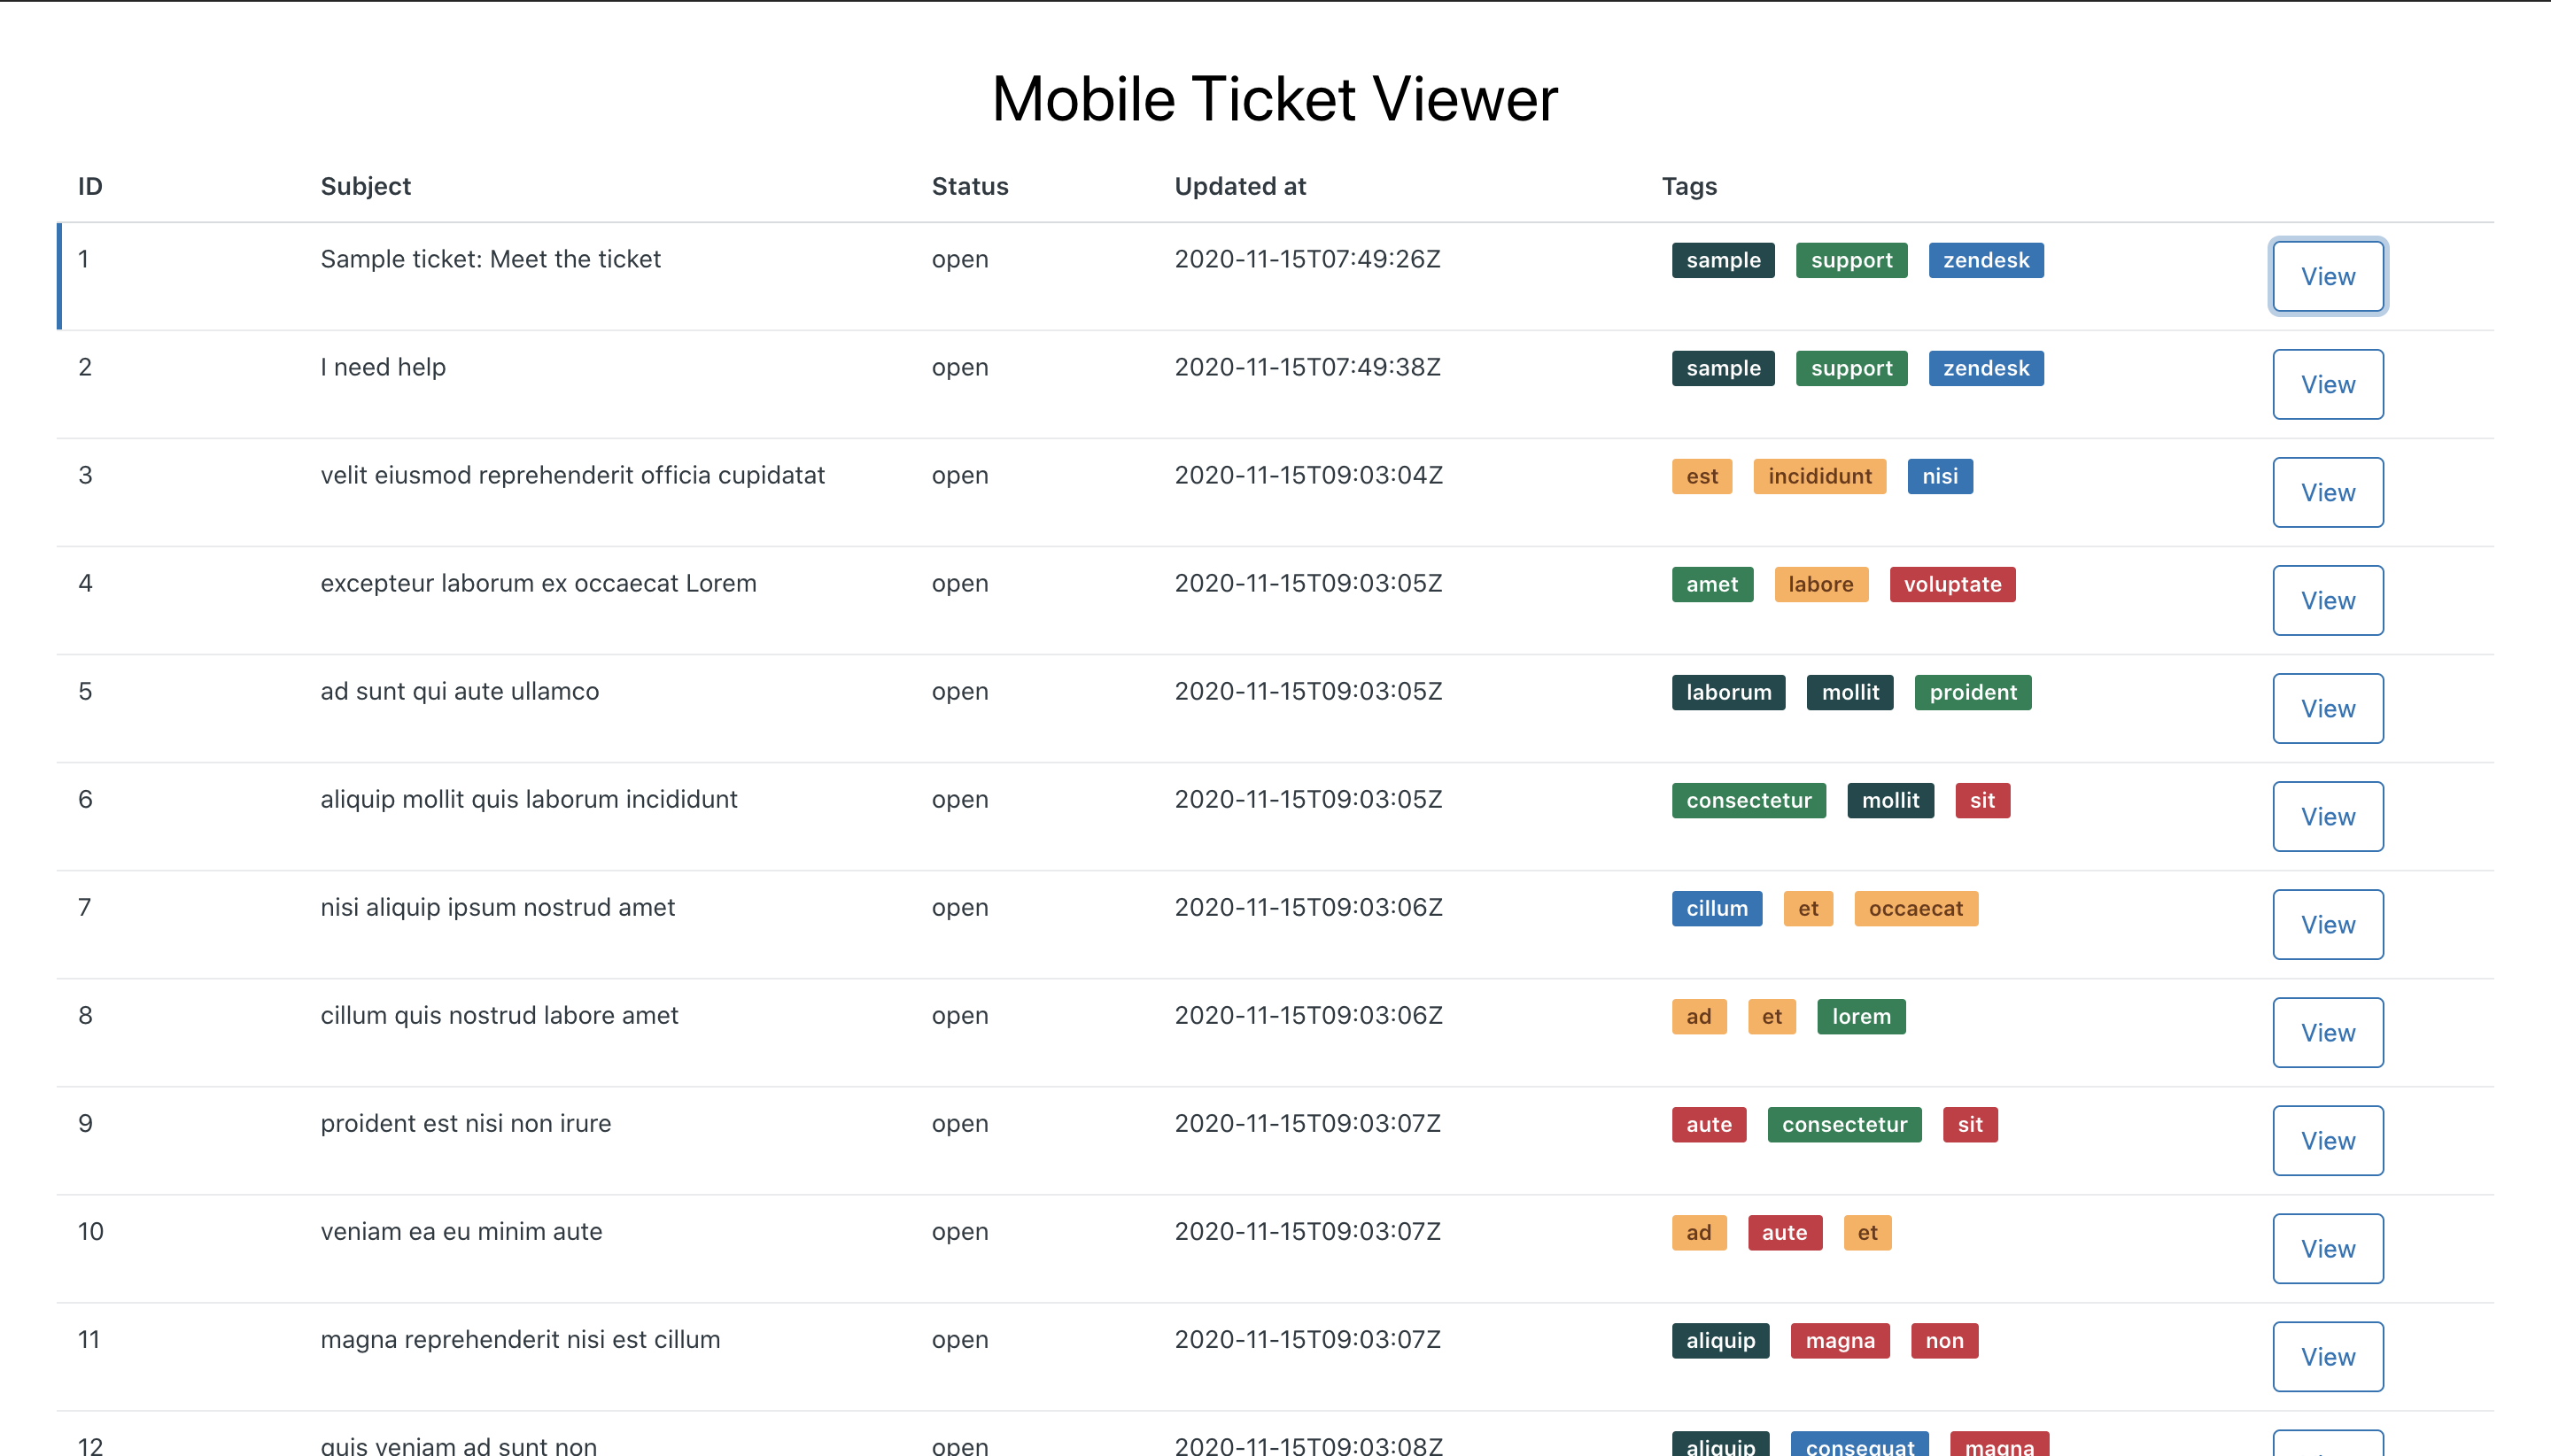 Mobile Ticket Viewer
ID Subject Status Updated at Tags
1 Sample ticket: Meet the ticket open 2020-11-15T07:49:26Z sample support zendesk View
2 I need help open 2020-11-15T07:49:38Z sample support zendesk View
3 velit eiusmod reprehenderit officia cupidatat open 2020-11-15T09:03:04Z est incididunt nisi View
4 excepteur laborum ex occaecat Lorem open 2020-11-15T09:03:05Z amet labore voluptate View
5 ad sunt qui aute ullamco open 2020-11-15T09:03:05Z laborum mollit proident View
6 aliquip mollit quis laborum incididunt open 2020-11-15T09:03:05Z consectetur mollit sit View
7 nisi aliquip ipsum nostrud amet open 2020-11-15T09:03:06Z cillum et occaecat View
8 cillum quis nostrud labore amet open 2020-11-15T09:03:06Z ad et lorem View
9 proident est nisi non irure open 2020-11-15T09:03:07Z aute consectetur sit View
10 veniam ea eu minim aute open 2020-11-15T09:03:07Z ad aute et View
11 magna reprehenderit nisi est cillum open 2020-11-15T09:03:07Z aliquip magna non View
12 quis veniam ad sunt non open 2020-11-15T09:03:08Z aliquip consequat magna